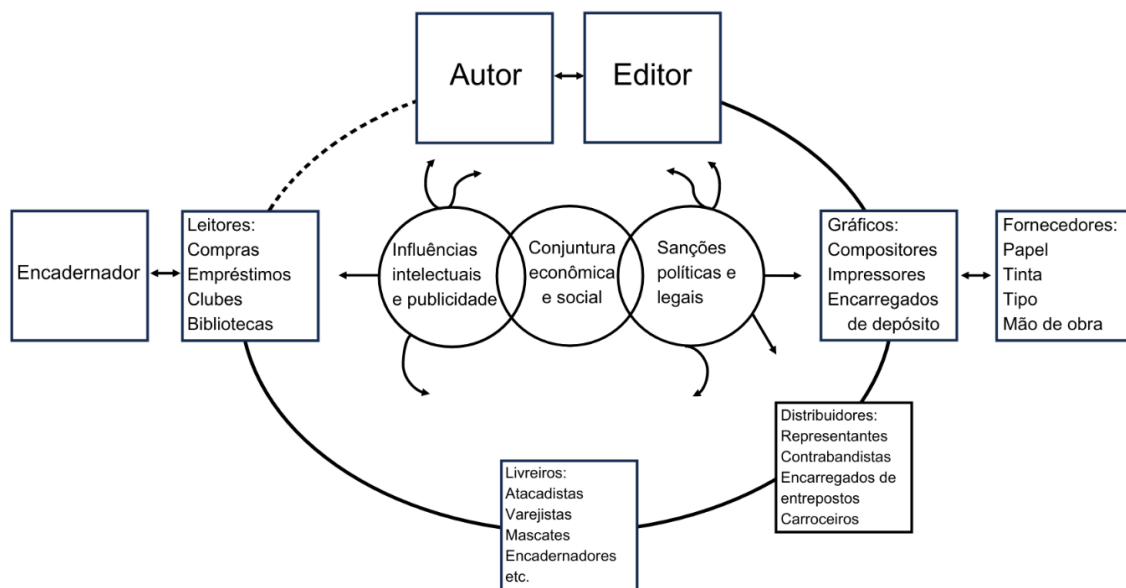 Autor
Editor
Encadernador
Leitores:
Compras
Empréstimos
Clubes
Bibliotecas
Influências
intelectuais
e publicidade
Conjuntura
econômica
e social
Sanções
políticas e
legais
Gráficos:
Compositores
Impressores
Encarregados
de depósito
Fornecedores:
Papel
Tinta
Tipo
Mão de obra
Distribuidores:
Representantes
Contrabandistas
Encarregados de
entrepostos
Carroceiros
Livreiros:
Atacadistas
Varejistas
Mascates
Encadernadores
etc.